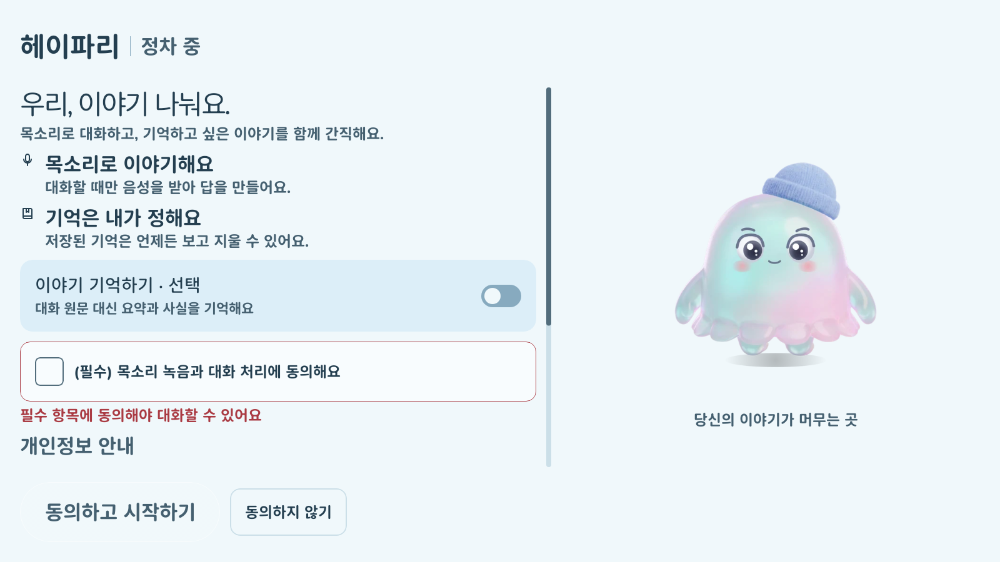 헤이파리
정차 중
우리, 이야기 나눠요.
목소리로 대화하고, 기억하고 싶은 이야기를 함께 간직해요.
목소리로 이야기해요
대화할 때만 음성을 받아 답을 만들어요.
기억은 내가 정해요
저장된 기억은 언제든 보고 지울 수 있어요.
이야기 기억하기 · 선택
대화 원문 대신 요약과 사실을 기억해요
(필수) 목소리 녹음과 대화 처리에 동의해요
필수 항목에 동의해야 대화할 수 있어요
개인정보 안내
동의하고 시작하기
동의하지 않기
당신의 이야기가 머무는 곳